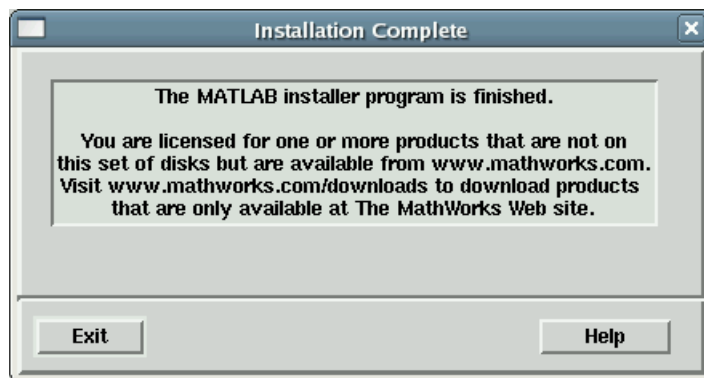 Installation Complete
The MATLAB installer program is finished.
You are licensed for one or more products that are not on
this set of disks but are available from www.mathworks.com.
Visit www.mathworks.com/downloads to download products
that are only available at The MathWorks Web site.
Exit
Help